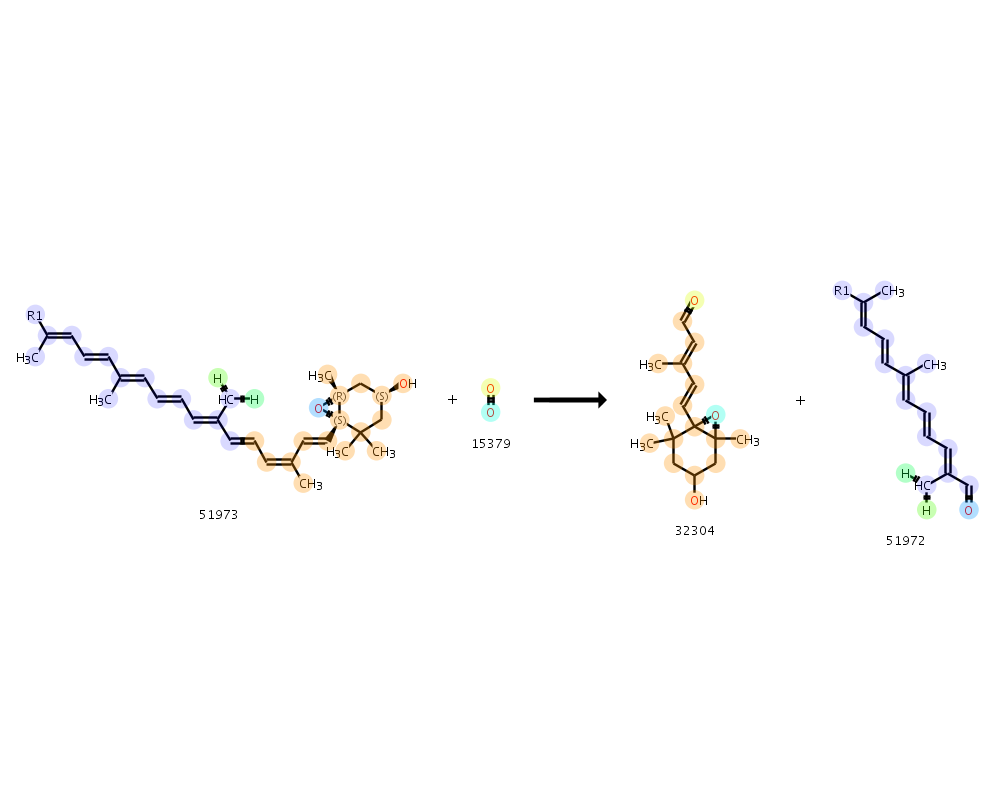 R1
H3C
H3C
H
HC
H
H3C
(R)
O
(S)
(S)
OH
H3C
CH3
CH3
51973
+
O
O
15379
O
H3C
H3C
H3C
O
CH3
OH
32304
+
R1
CH3
CH3
H
HC
H
O
51972